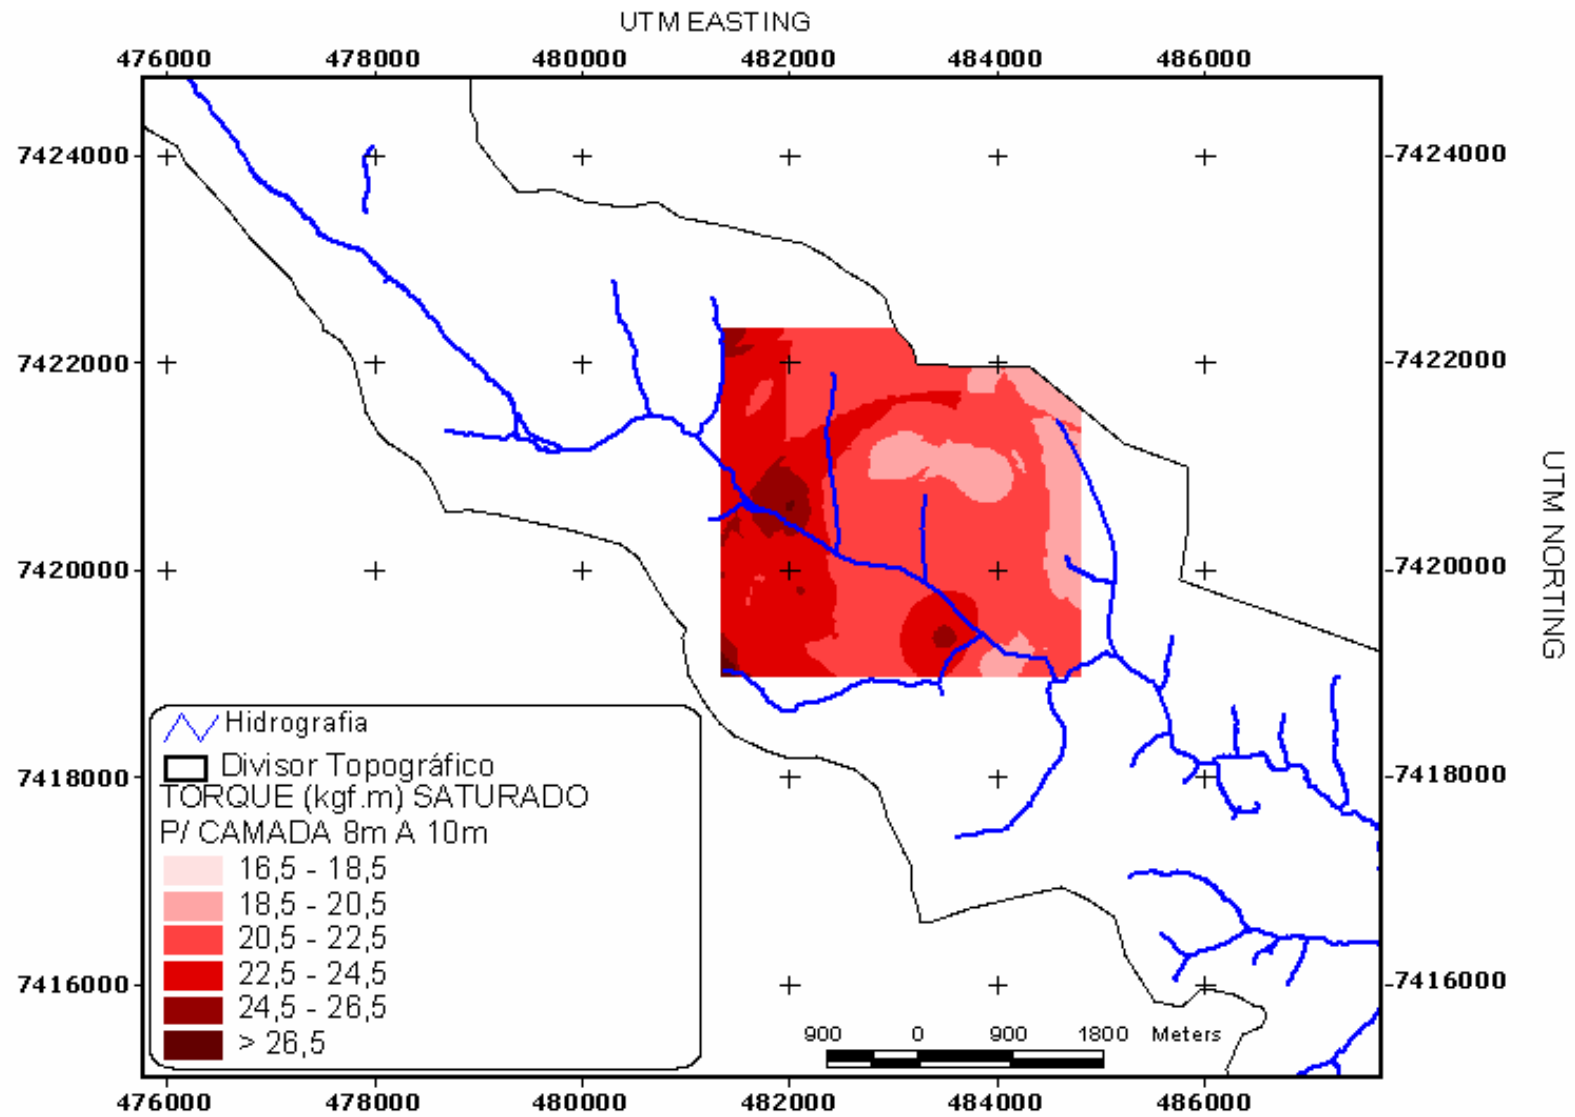 UTM EASTING
476000 478000 480000 482000 484000 486000
7424000 7424000
7422000 7422000
7420000 7420000
7418000 7418000
7416000 7416000
UTM NORTING
Hidrografia
Divisor Topográfico
TORQUE (kgf.m) SATURADO
P/ CAMADA 8m A 10m
16,5 - 18,5
18,5 - 20,5
20,5 - 22,5
22,5 - 24,5
24,5 - 26,5
> 26,5
900 0 900 1800 Meters
476000 478000 480000 482000 484000 486000